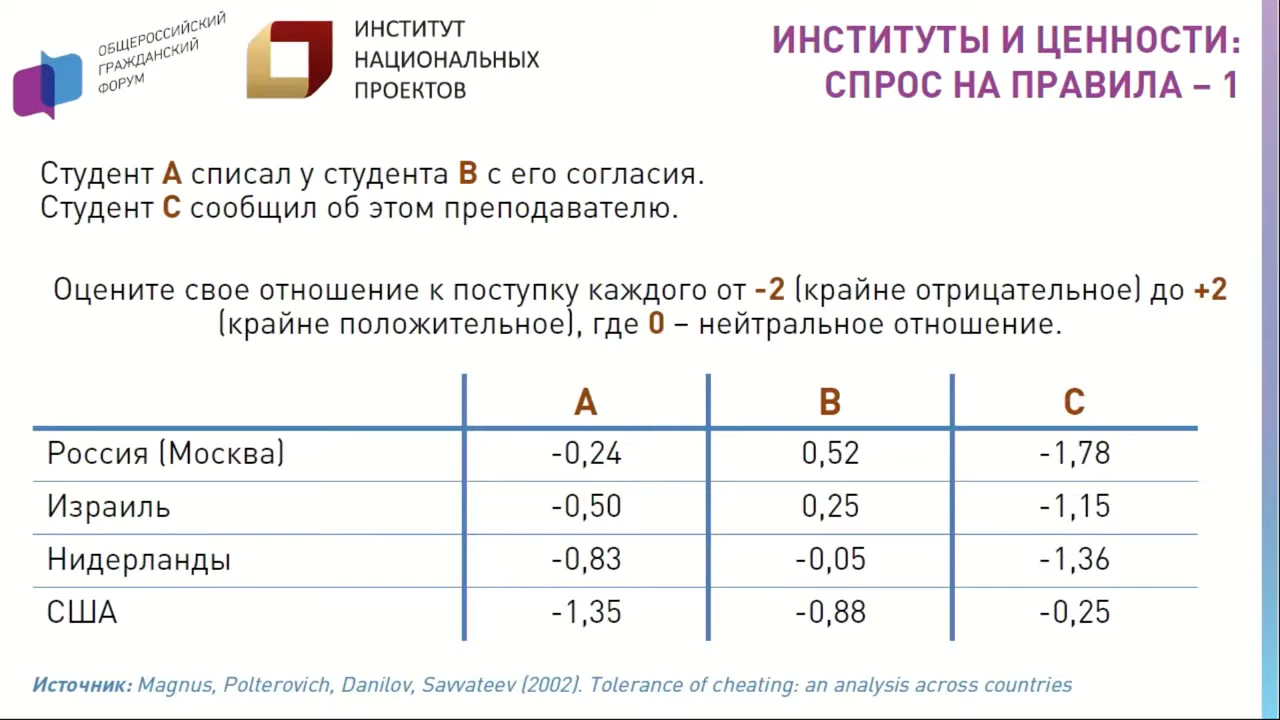 ОБЩЕРОССИЙСКИЙ
ГРАЖДАНСКИЙ
ФОРУМ
ИНСТИТУТ
НАЦИОНАЛЬНЫХ
ПРОЕКТОВ
ИНСТИТУТЫ И ЦЕННОСТИ:
СПРОС НА ПРАВИЛА – 1
Студент А списал у студента В с его согласия.
Студент С сообщил об этом преподавателю.
Оцените свое отношение к поступку каждого от -2 (крайне отрицательное) до +2
(крайне положительное), где 0 – нейтральное отношение.
А В С
Россия (Москва) -0,24 0,52 -1,78
Израиль -0,50 0,25 -1,15
Нидерланды -0,83 -0,05 -1,36
США -1,35 -0,88 -0,25
Источник: Magnus, Polterovich, Danilov, Savvateev (2002). Tolerance of cheating: an analysis across countries